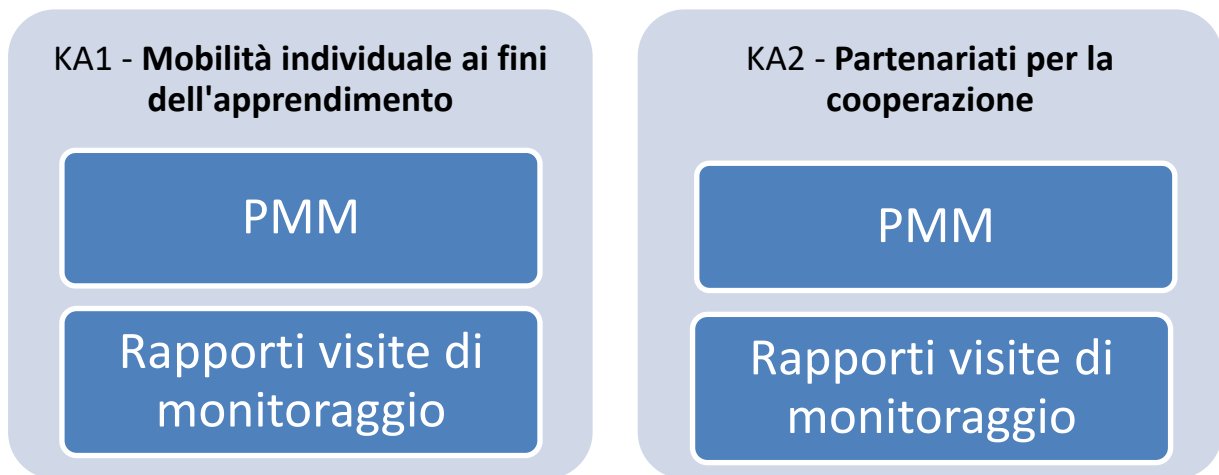 KA1 - Mobilità individuale ai fini
dell'apprendimento
PMM
Rapporti visite di
monitoraggio
KA2 - Partenariati per la
cooperazione
PMM
Rapporti visite di
monitoraggio